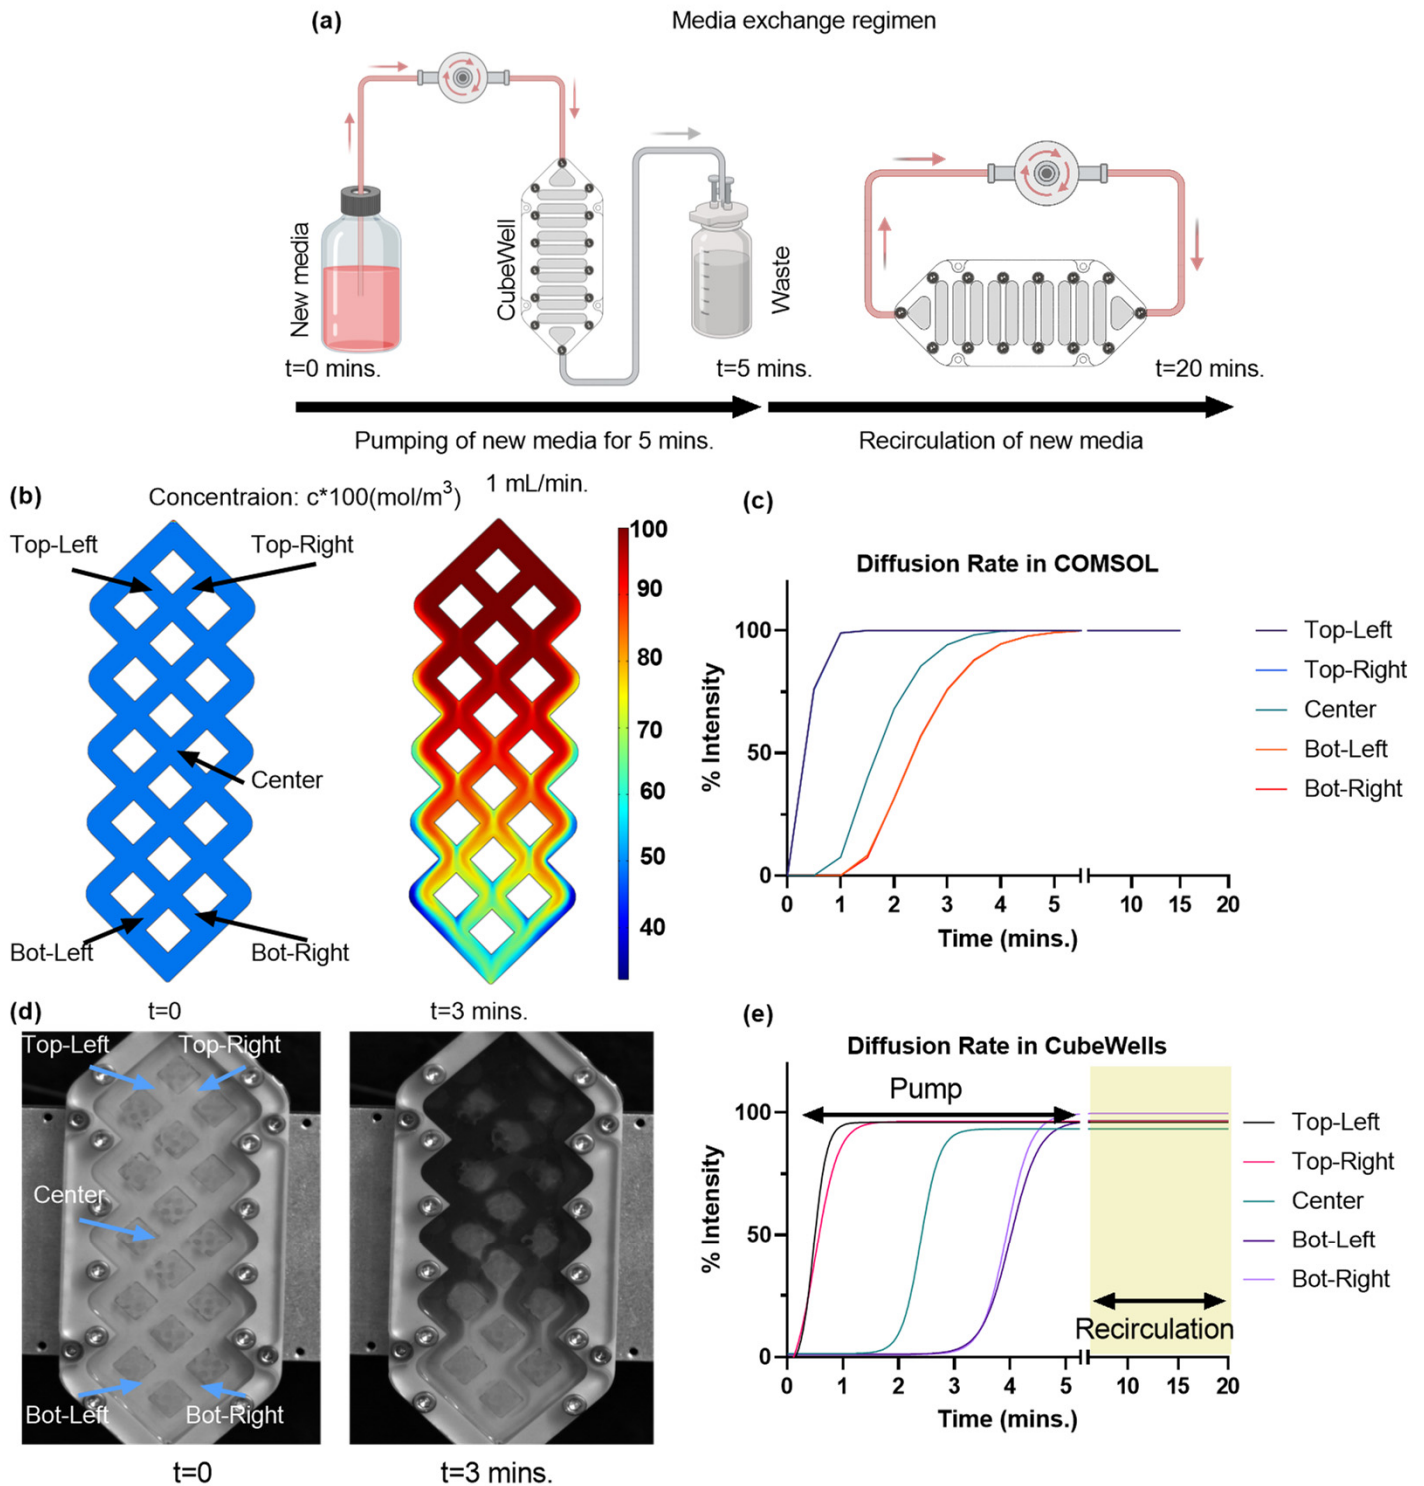 (a)
Media exchange regimen
New media
CubeWell
Waste
t=0 mins.
t=5 mins.
t=20 mins.
Pumping of new media for 5 mins.
Recirculation of new media
(b)
Concentraion: c*100(mol/m³)
1 mL/min.
Top-Left
Top-Right
Center
Bot-Left
Bot-Right
100
90
80
70
60
50
40
t=0
t=3 mins.
(c)
Diffusion Rate in COMSOL
% Intensity
100
50
0
0 1 2 3 4 5 10 15 20
Time (mins.)
Top-Left
Top-Right
Center
Bot-Left
Bot-Right
(d)
Top-Left
Top-Right
Center
Bot-Left
Bot-Right
t=0
t=3 mins.
(e)
Diffusion Rate in CubeWells
Pump
Recirculation
% Intensity
100
50
0
0 1 2 3 4 5 10 15 20
Time (mins.)
Top-Left
Top-Right
Center
Bot-Left
Bot-Right